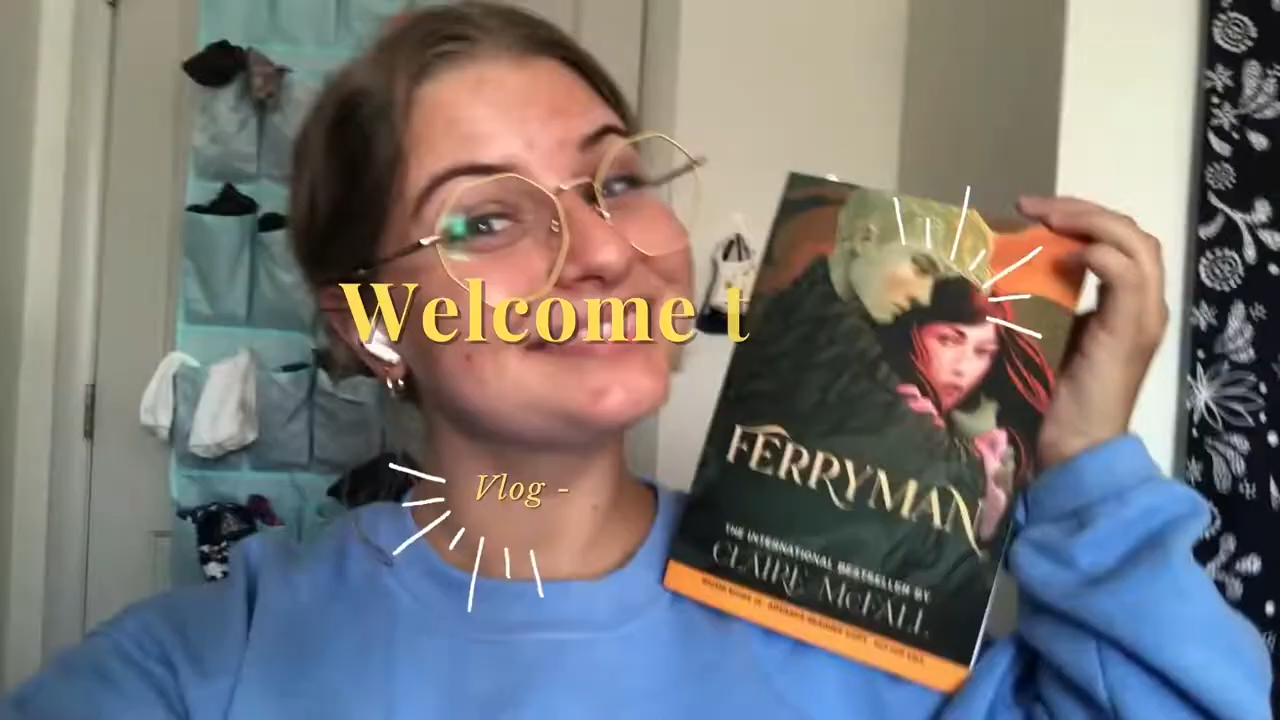 Welcome t
Vlog -
FERRYMAN
THE INTERNATIONAL BESTSELLER BY
CLAIRE McFALL